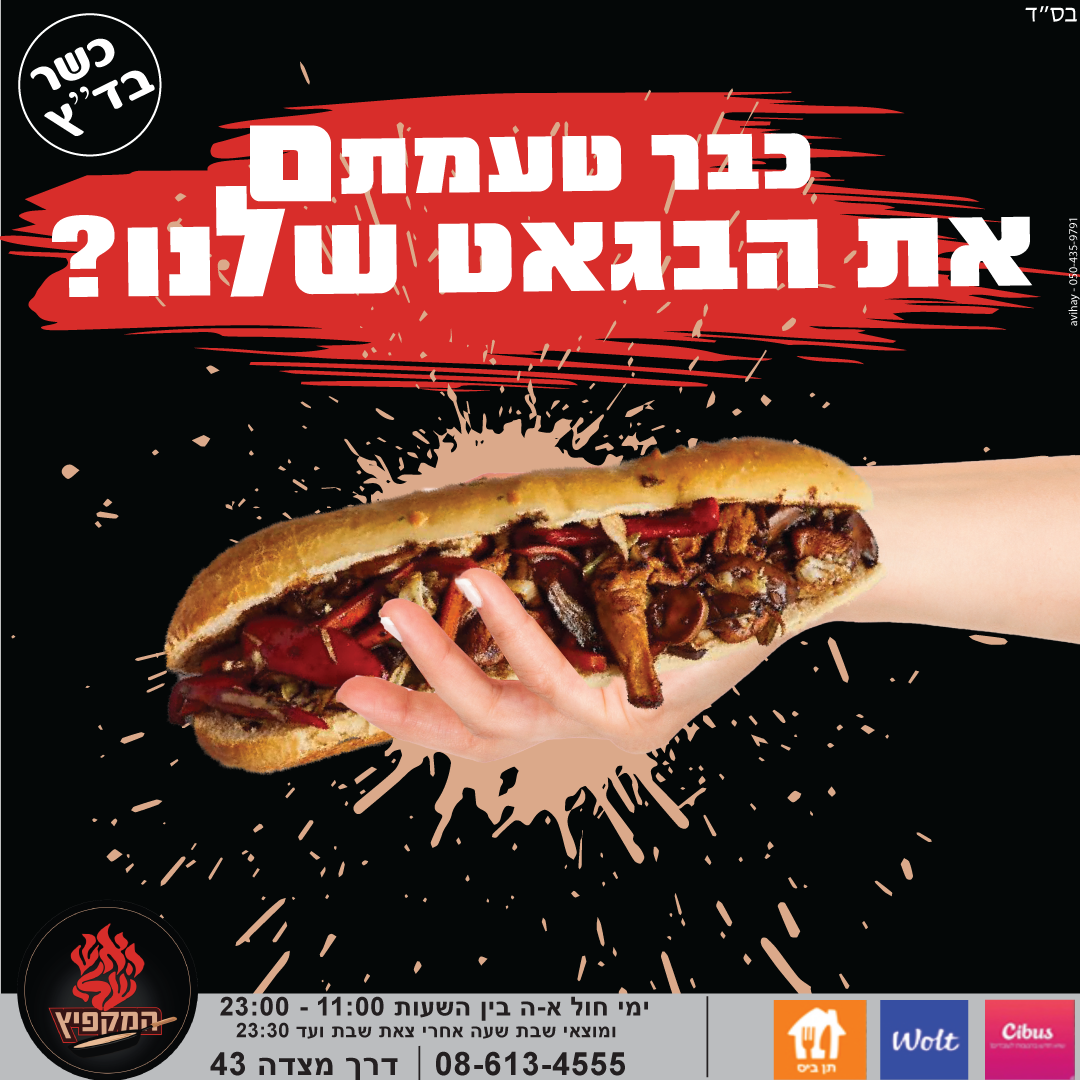 בס"ד
כשר
בד"ץ
כבר טעמתם
את הבגאט שלנו?
avihay - 050-435-9791
האש של
המקפיץ
ימי חול א-ה בין השעות 11:00 - 23:00
ומוצאי שבת שעה אחרי צאת שבת ועד 23:30
08-613-4555 | דרך מצדה 43
תן ביס
Wolt
Cibus